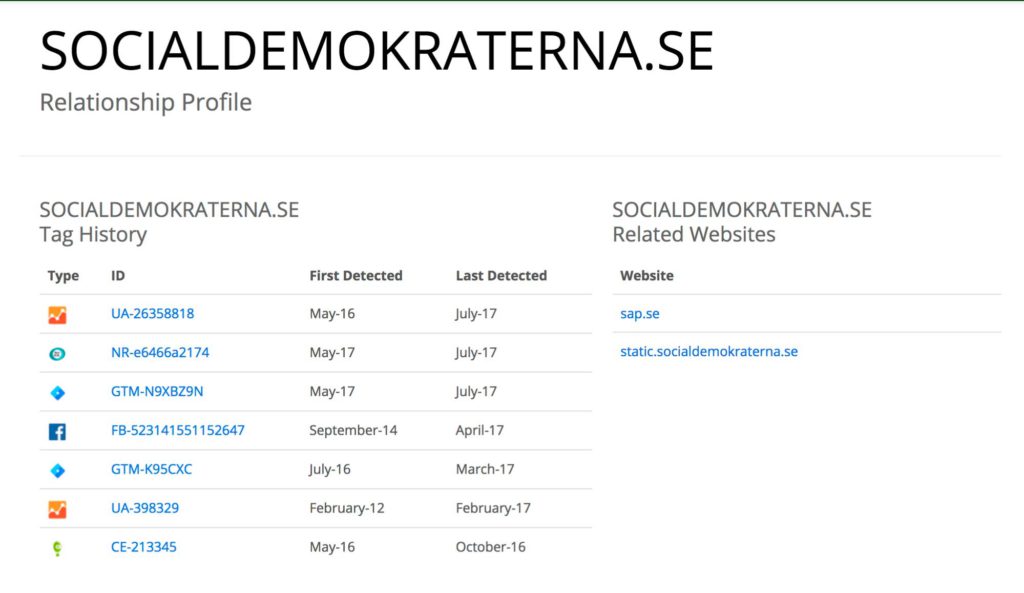 SOCIALDEMOKRATERNA.SE
Relationship Profile
SOCIALDEMOKRATERNA.SE
Tag History
Type ID First Detected Last Detected
UA-26358818 May-16 July-17
NR-e6466a2174 May-17 July-17
GTM-N9XBZ9N May-17 July-17
FB-523141551152647 September-14 April-17
GTM-K95CXC July-16 March-17
UA-398329 February-12 February-17
CE-213345 May-16 October-16
SOCIALDEMOKRATERNA.SE
Related Websites
Website
sap.se
static.socialdemokraterna.se